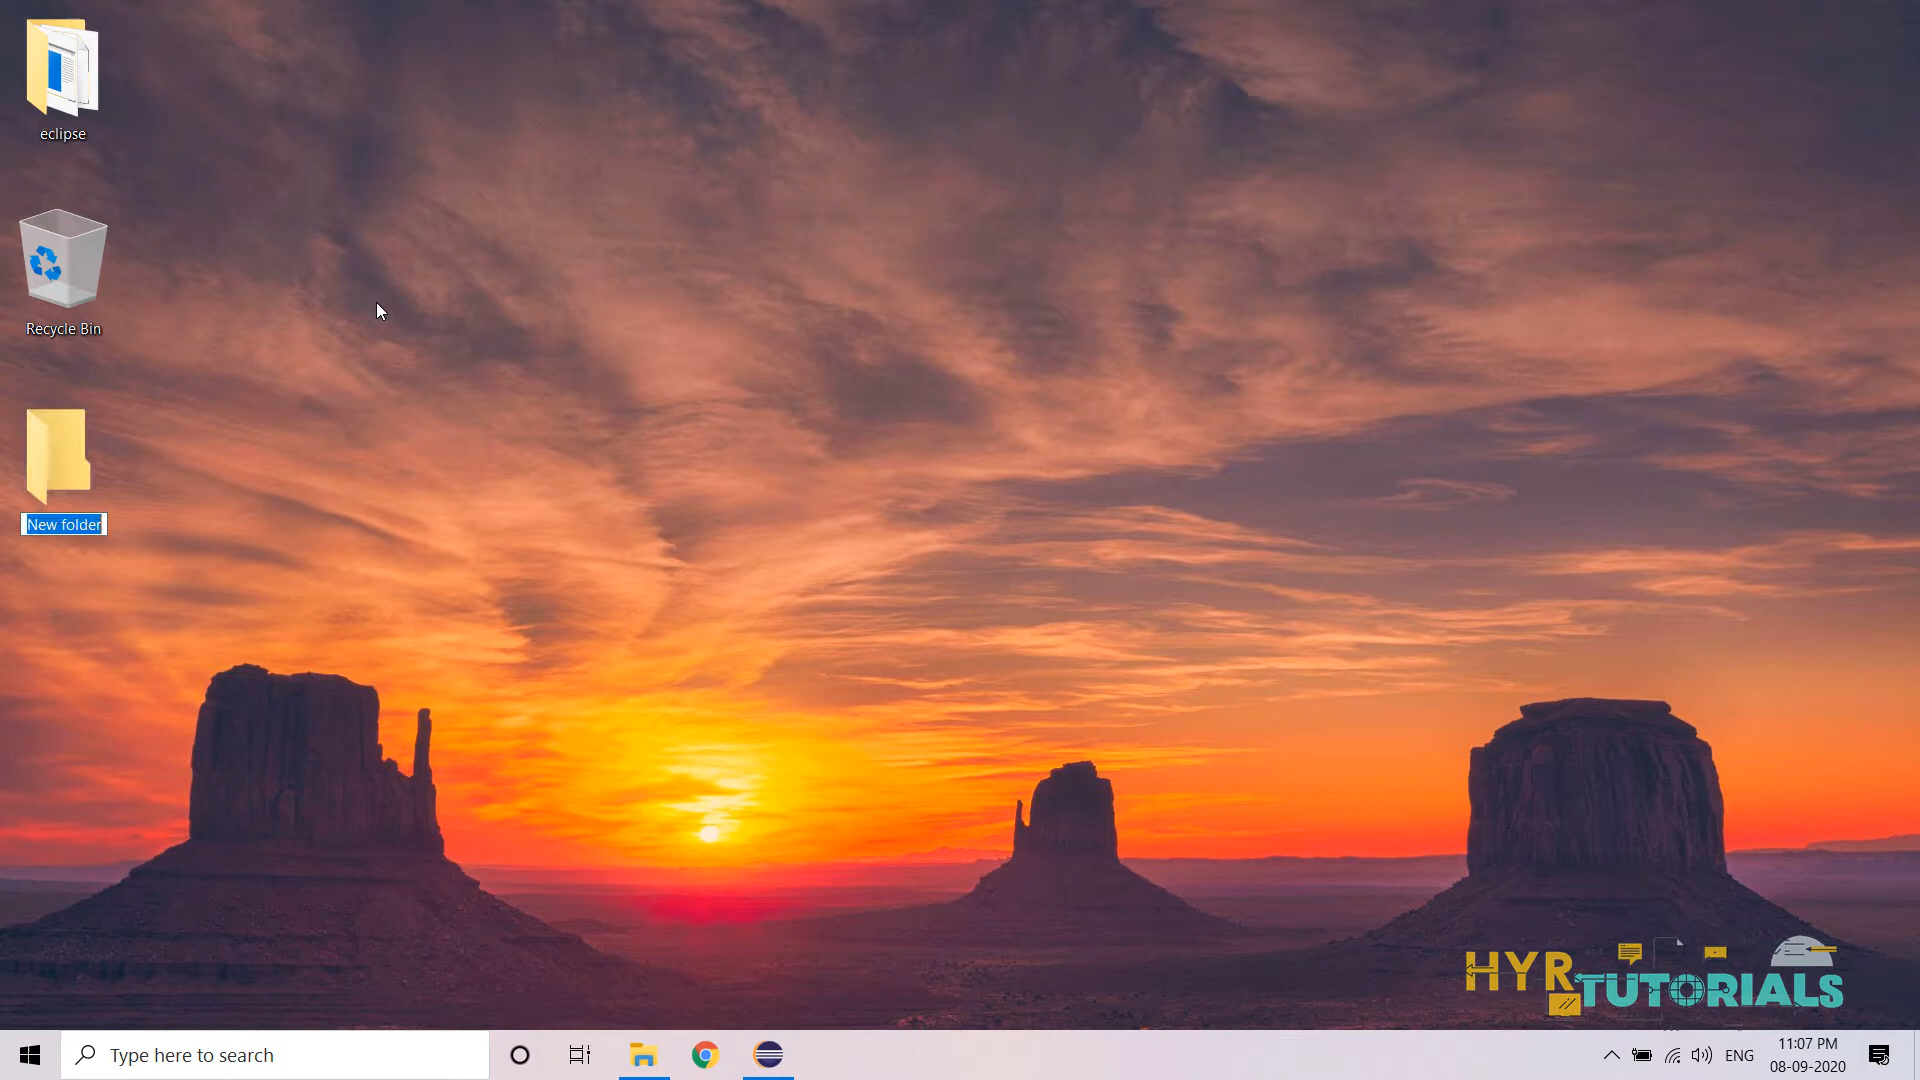 eclipse
Recycle Bin
New folder
HYR
TUTORIALS
Type here to search
ENG
11:07 PM
08-09-2020